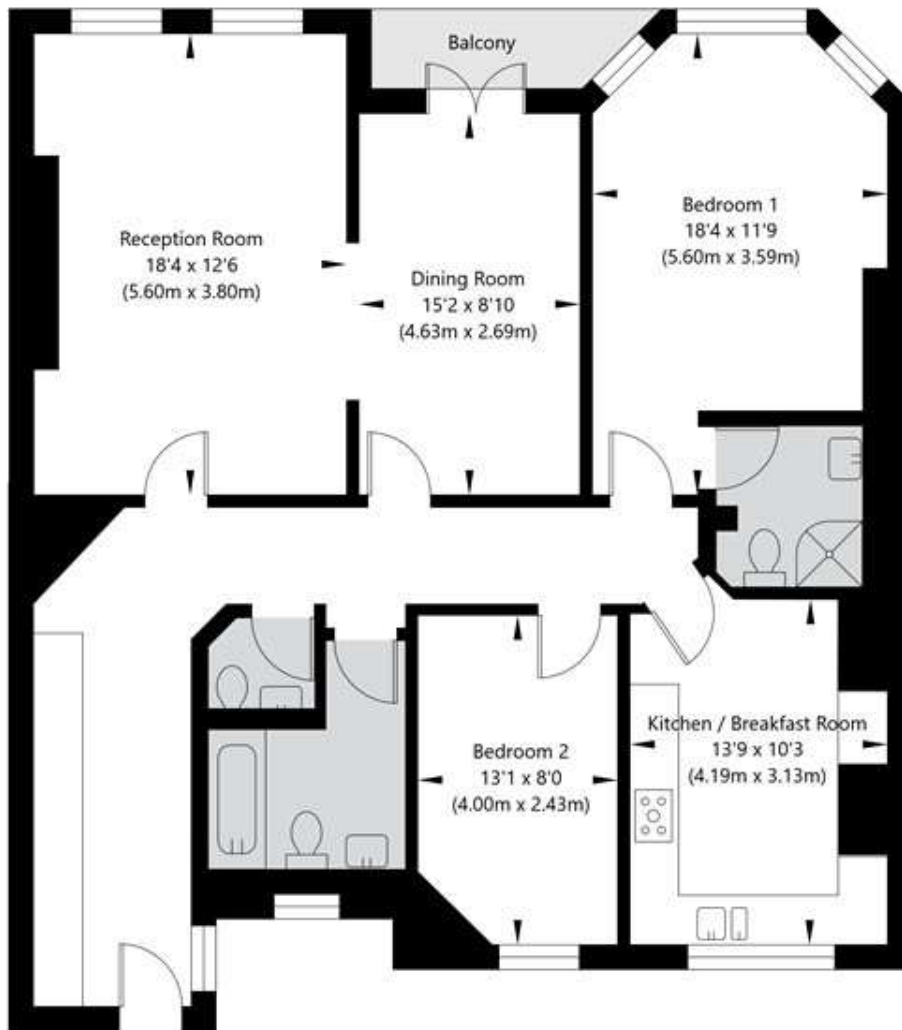 Balcony
Reception Room
18'4 x 12'6
(5.60m x 3.80m)
Dining Room
15'2 x 8'10
(4.63m x 2.69m)
Bedroom 1
18'4 x 11'9
(5.60m x 3.59m)
Bedroom 2
13'1 x 8'0
(4.00m x 2.43m)
Kitchen / Breakfast Room
13'9 x 10'3
(4.19m x 3.13m)